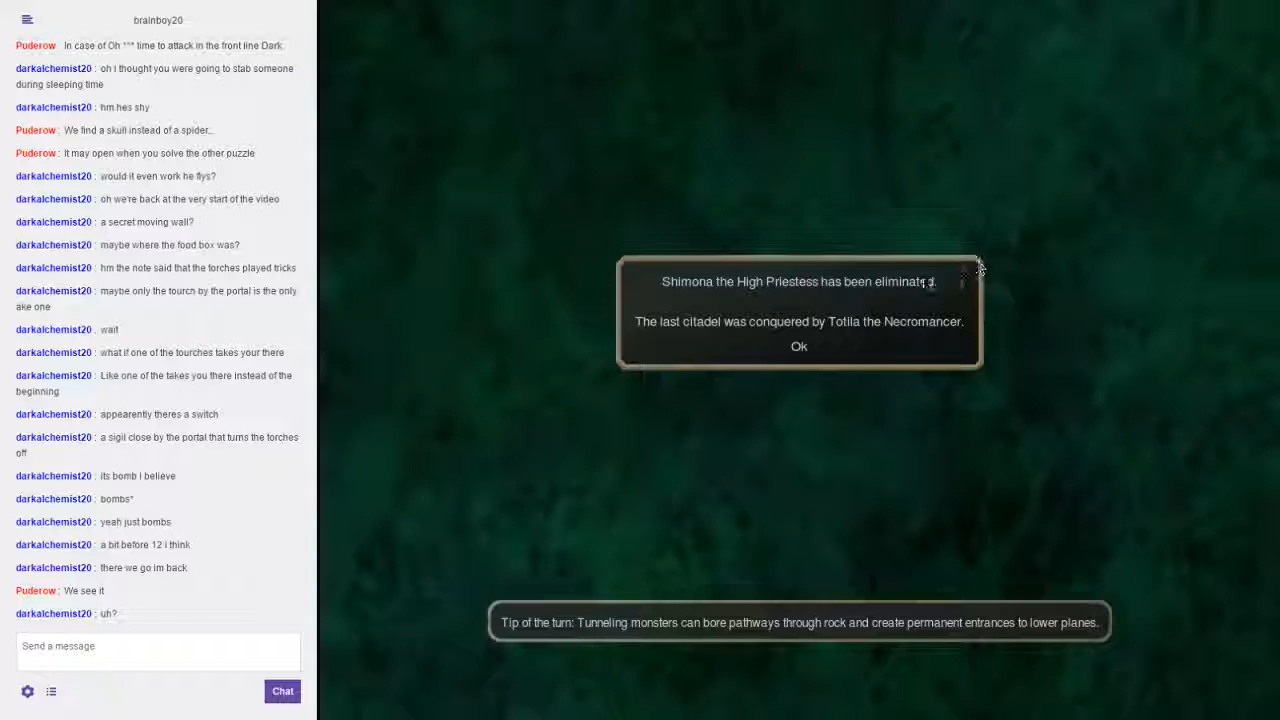 brainboy20
Puderow In case of Oh *** time to attack in the front line Dark
darkalchemist20 : oh i thought you were going to stab someone
during sleeping time
darkalchemist20 : hm hes shy
Puderow : We find a skull instead of a spider...
Puderow : It may open when you solve the other puzzle
darkalchemist20 : would it even work he flys?
darkalchemist20 : oh we're back at the very start of the video
darkalchemist20 : a secret moving wall?
darkalchemist20 : maybe where the food box was?
darkalchemist20 : hm the note said that the torches played tricks
darkalchemist20 : maybe only the tourch by the portal is the only
ake one
darkalchemist20 : wait
darkalchemist20 : what if one of the tourches takes your there
darkalchemist20 : Like one of the takes you there instead of the
beginning
darkalchemist20 : appearently theres a switch
darkalchemist20 : a sigil close by the portal that turns the torches
off
darkalchemist20 : its bomb i believe
darkalchemist20 : bombs*
darkalchemist20 : yeah just bombs
darkalchemist20 : a bit before 12 i think
darkalchemist20 : there we go im back
Puderow : We see it
darkalchemist20 : uh?
Send a message
Chat
Shimona the High Priestess has been eliminated.
The last citadel was conquered by Totila the Necromancer.
Ok
Tip of the turn: Tunneling monsters can bore pathways through rock and create permanent entrances to lower planes.